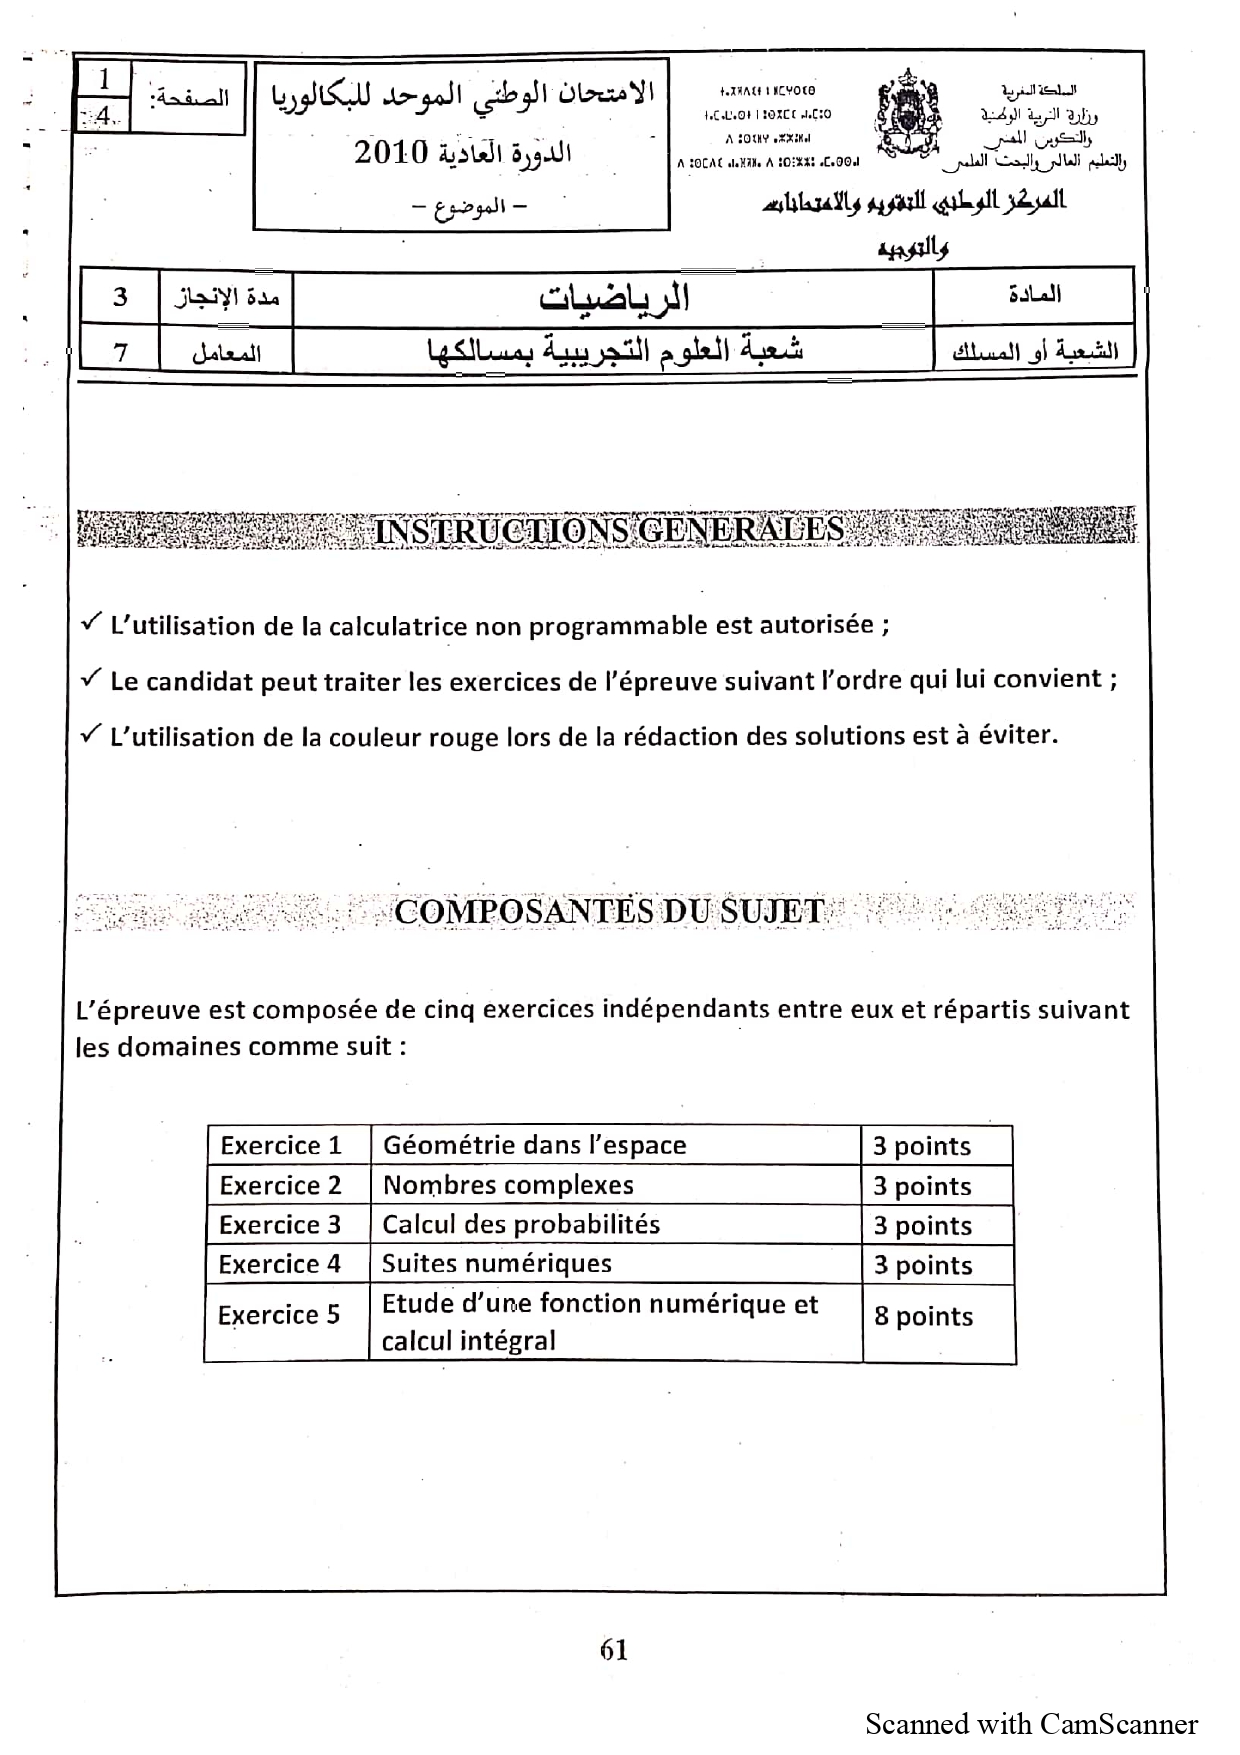 1
4
الصفحة:
الامتحان الوطني الموحد للبكالوريا
الدورة العادية 2010
– الموضوع –
المملكة المغربية
وزارة التربية الوطنية
والتكوين المهني
والتعليم العالي والبحث العلمي
المركز الوطني للتقويم والامتحانات
والتوجيه
المادة الرياضيات مدة الإنجاز 3
الشعبة أو المسلك شعبة العلوم التجريبية بمسالكها المعامل 7
INSTRUCTIONS GENERALES
✓ L'utilisation de la calculatrice non programmable est autorisée ;
✓ Le candidat peut traiter les exercices de l'épreuve suivant l'ordre qui lui convient ;
✓ L'utilisation de la couleur rouge lors de la rédaction des solutions est à éviter.
COMPOSANTES DU SUJET
L'épreuve est composée de cinq exercices indépendants entre eux et répartis suivant
les domaines comme suit :
Exercice 1 Géométrie dans l'espace 3 points
Exercice 2 Nombres complexes 3 points
Exercice 3 Calcul des probabilités 3 points
Exercice 4 Suites numériques 3 points
Exercice 5 Etude d'une fonction numérique et
calcul intégral 8 points
61
Scanned with CamScanner